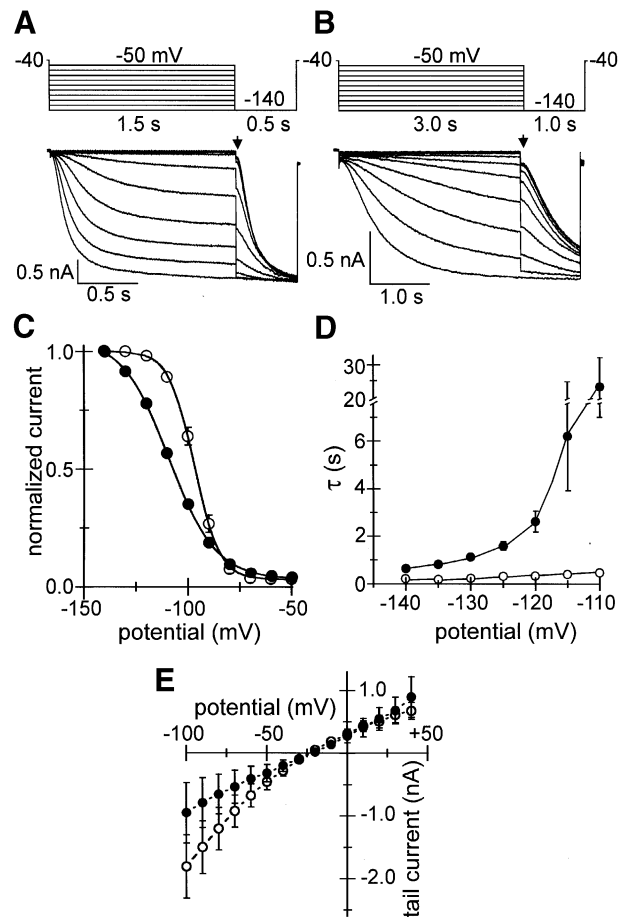 A
-40
-50 mV
-140
1.5 s
0.5 s
0.5 nA
0.5 s
B
-40
-50 mV
-40
-140
3.0 s
1.0 s
0.5 nA
1.0 s
C
1.0
0.5
0.0
normalized current
-150
-100
-50
potential (mV)
D
30
20
6
4
2
0
τ (s)
-140
-130
-120
-110
potential (mV)
E
potential (mV)
-100
-50
+50
1.0
-1.0
-2.0
tail current (nA)